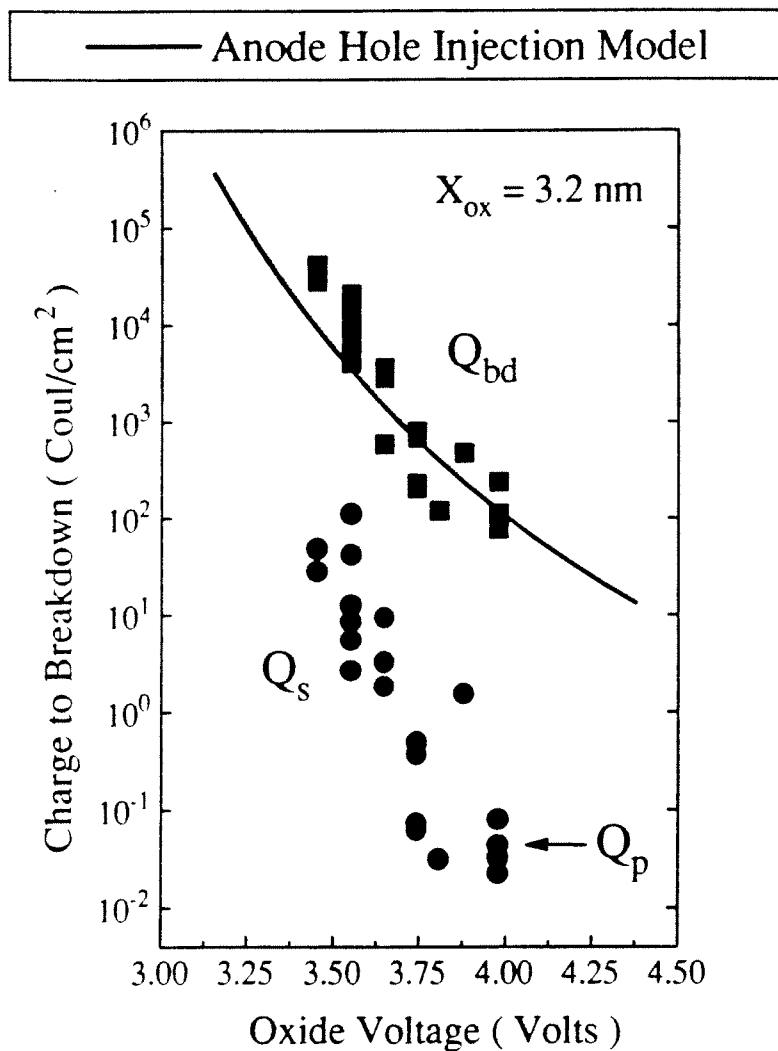 Anode Hole Injection Model
10^6
X_ox = 3.2 nm
10^5
10^4
Q_bd
10^3
10^2
10^1
Q_s
10^0
10^-1
Q_p
10^-2
3.00 3.25 3.50 3.75 4.00 4.25 4.50
Oxide Voltage ( Volts )
Charge to Breakdown ( Coul/cm^2 )